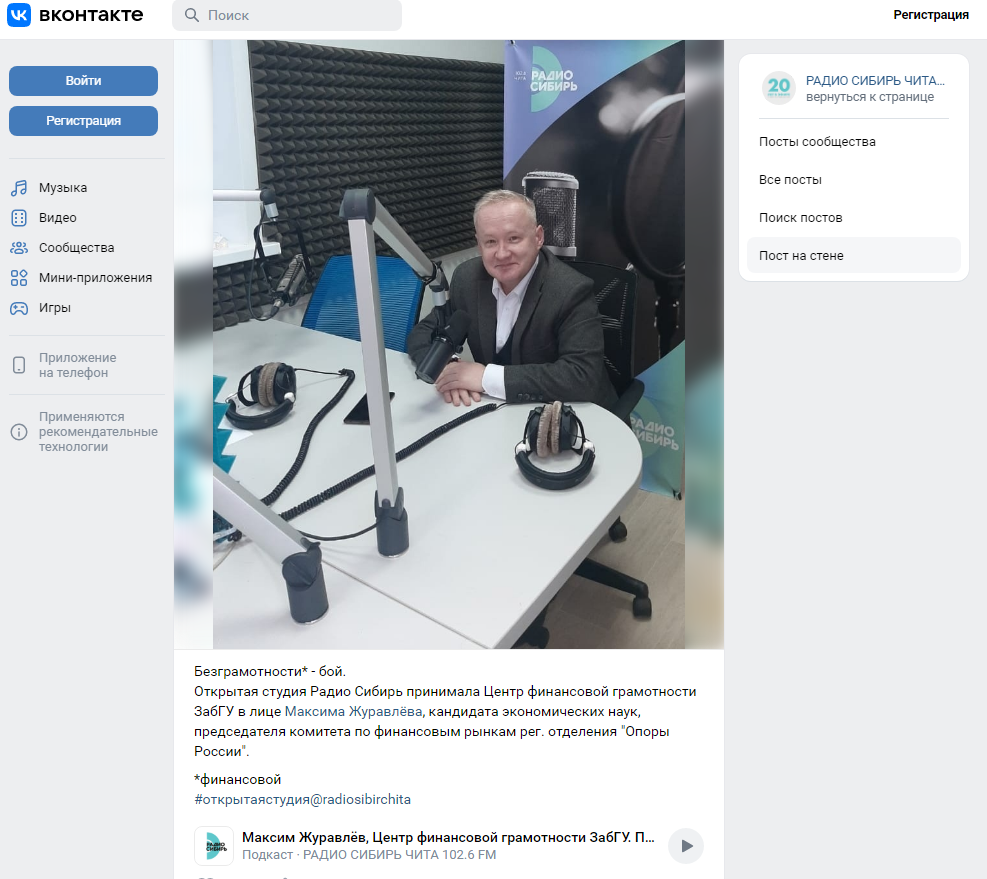 вконтакте
Поиск
Регистрация
Войти
Регистрация
Музыка
Видео
Сообщества
Мини-приложения
Игры
Приложение
на телефон
Применяются
рекомендательные
технологии
РАДИО
СИБИРЬ
РАДИО
СИБИРЬ
Безграмотности* - бой.
Открытая студия Радио Сибирь принимала Центр финансовой грамотности
ЗабГУ в лице Максима Журавлёва, кандидата экономических наук,
председателя комитета по финансовым рынкам рег. отделения "Опоры
России".
*финансовой
#открытаястудия@radiosibirchita
РАДИО
СИБИРЬ
Максим Журавлёв, Центр финансовой грамотности ЗабГУ. П...
Подкаст · РАДИО СИБИРЬ ЧИТА 102.6 FM
20
РАДИО СИБИРЬ ЧИТА...
вернуться к странице
Посты сообщества
Все посты
Поиск постов
Пост на стене